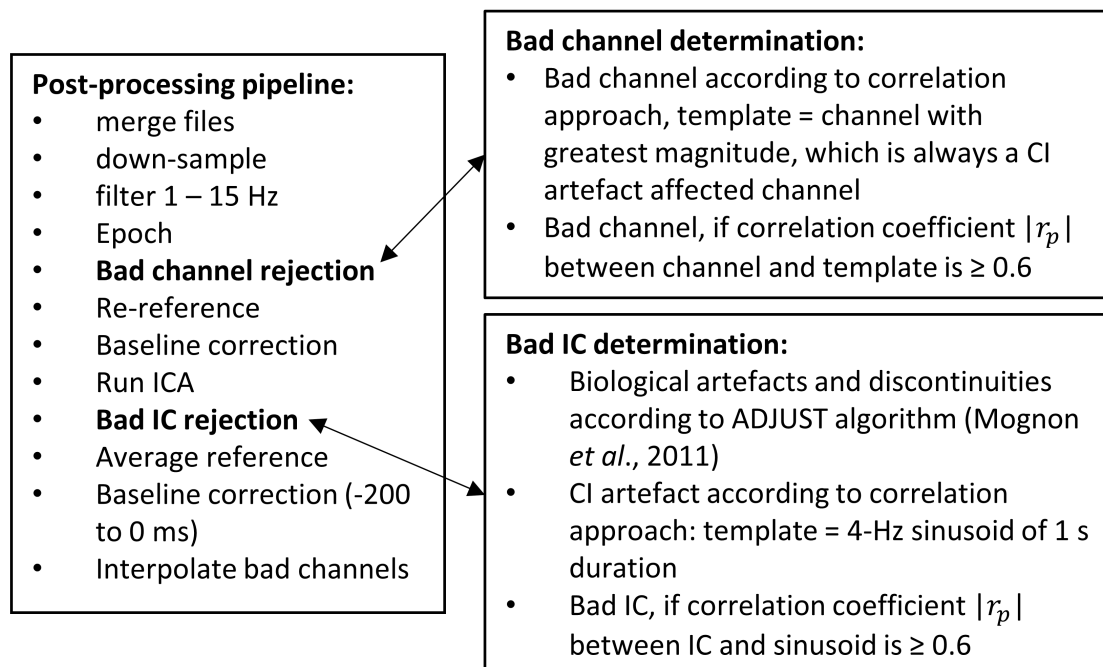 Post-processing pipeline:
• merge files
• down-sample
• filter 1 – 15 Hz
• Epoch
• Bad channel rejection
• Re-reference
• Baseline correction
• Run ICA
• Bad IC rejection
• Average reference
• Baseline correction (-200
to 0 ms)
• Interpolate bad channels
Bad channel determination:
• Bad channel according to correlation
approach, template = channel with
greatest magnitude, which is always a CI
artefact affected channel
• Bad channel, if correlation coefficient |r_p|
between channel and template is ≥ 0.6
Bad IC determination:
• Biological artefacts and discontinuities
according to ADJUST algorithm (Mognon
et al., 2011)
• CI artefact according to correlation
approach: template = 4-Hz sinusoid of 1 s
duration
• Bad IC, if correlation coefficient |r_p|
between IC and sinusoid is ≥ 0.6